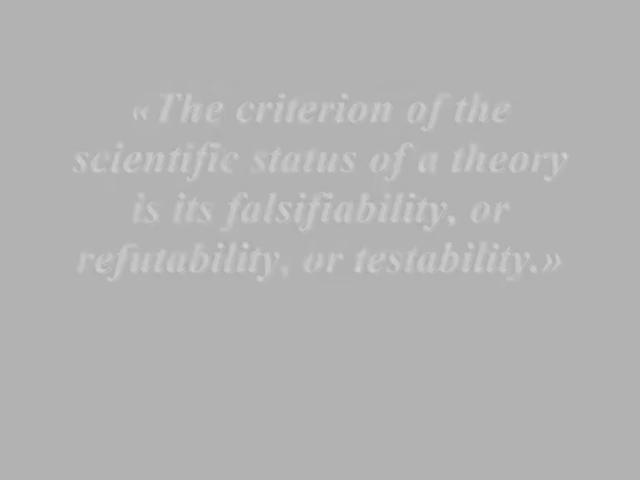 «The criterion of the
scientific status of a theory
is its falsifiability, or
refutability, or testability.»